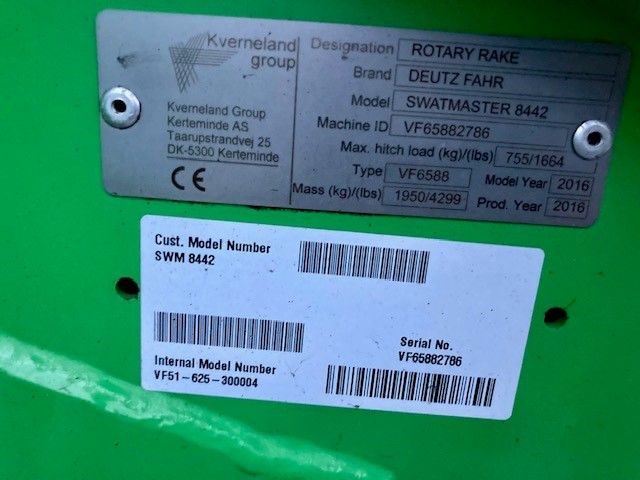 Kverneland
group
Kverneland Group
Kerteminde AS
Taarupstrandvej 25
DK-5300 Kerteminde
CE
Designation ROTARY RAKE
Brand DEUTZ FAHR
Model SWATMASTER 8442
Machine ID VF65882786
Max. hitch load (kg)/(lbs) 755/1664
Type VF6588 Model Year 2016
Mass (kg)/(lbs) 1950/4299 Prod. Year 2016
Cust. Model Number
SWM 8442
Serial No.
VF65882786
Internal Model Number
VF51-625-300004